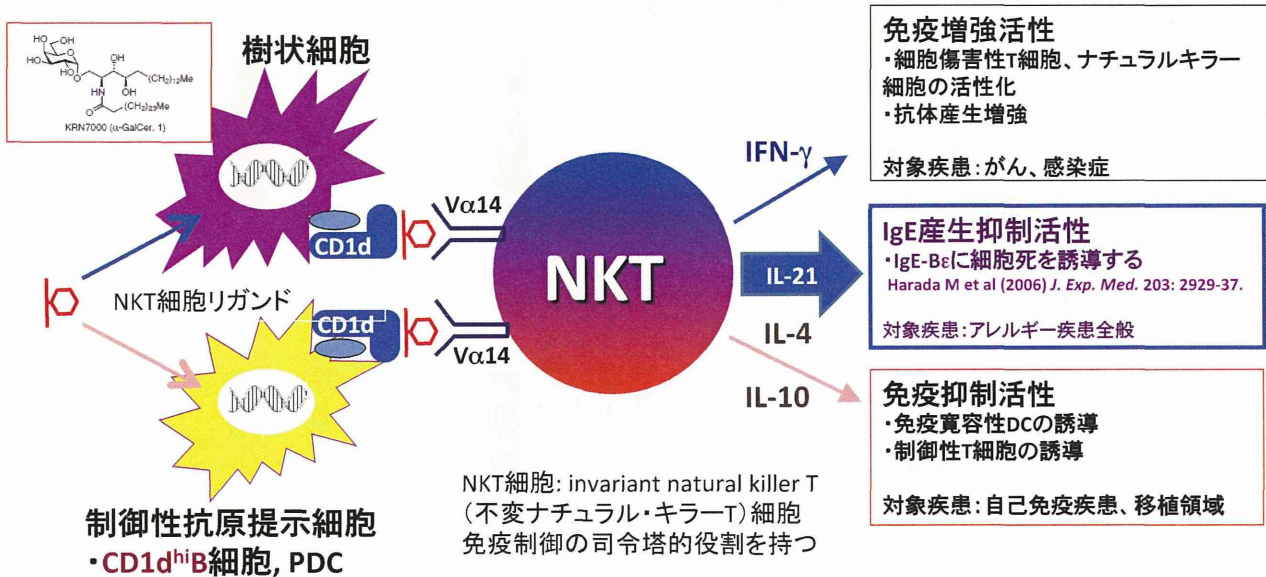 OH
OH
HO
HO
OH
OH
O
O
(CH₂)₁₂Me
HO
NH
(CH₂)₂₃Me
O
KRN7000 (α-GalCer, 1)
樹状細胞
CD1d
Vα14
NKT細胞リガンド
CD1d
Vα14
制御性抗原提示細胞
・CD1dʰⁱB細胞, PDC
NKT
IFN-γ
IL-21
IL-4
IL-10
NKT細胞: invariant natural killer T
(不変ナチュラル・キラーT)細胞
免疫制御の司令塔的役割を持つ
免疫増強活性
・細胞傷害性T細胞、ナチュラルキラー
細胞の活性化
・抗体産生増強
対象疾患:がん、感染症
IgE産生抑制活性
・IgE-Bεに細胞死を誘導する
Harada M et al (2006) J. Exp. Med. 203: 2929-37.
対象疾患:アレルギー疾患全般
免疫抑制活性
・免疫寛容性DCの誘導
・制御性T細胞の誘導
対象疾患:自己免疫疾患、移植領域